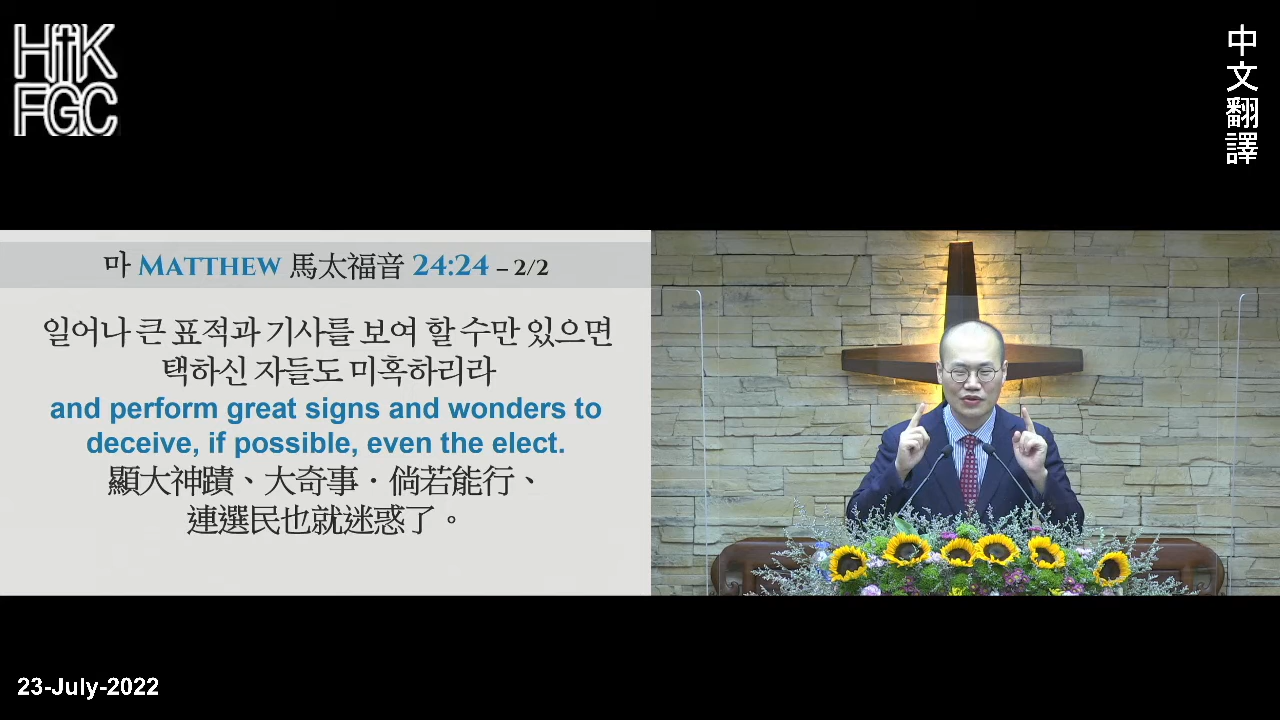 HfK
FGC
中文翻譯
마 MATTHEW 馬太福音 24:24 – 2/2
일어나 큰 표적과 기사를 보여 할 수만 있으면
택하신 자들도 미혹하리라
and perform great signs and wonders to
deceive, if possible, even the elect.
顯大神蹟、大奇事．倘若能行、
連選民也就迷惑了。
23-July-2022